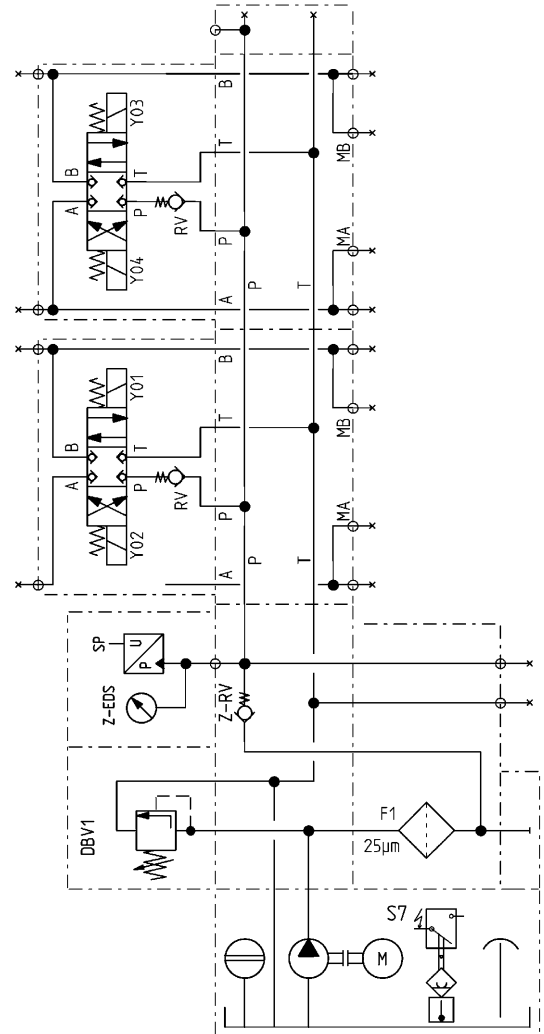 B
Y03
B
T
MB
A
P
RV
T
Y04
P
MA
A
P
T
B
Y01
B
T
MB
A
P
RV
T
Y02
P
MA
A
P
T
SP
U
P
Z-EDS
Z-RV
DBV1
F1
25µm
S7
M